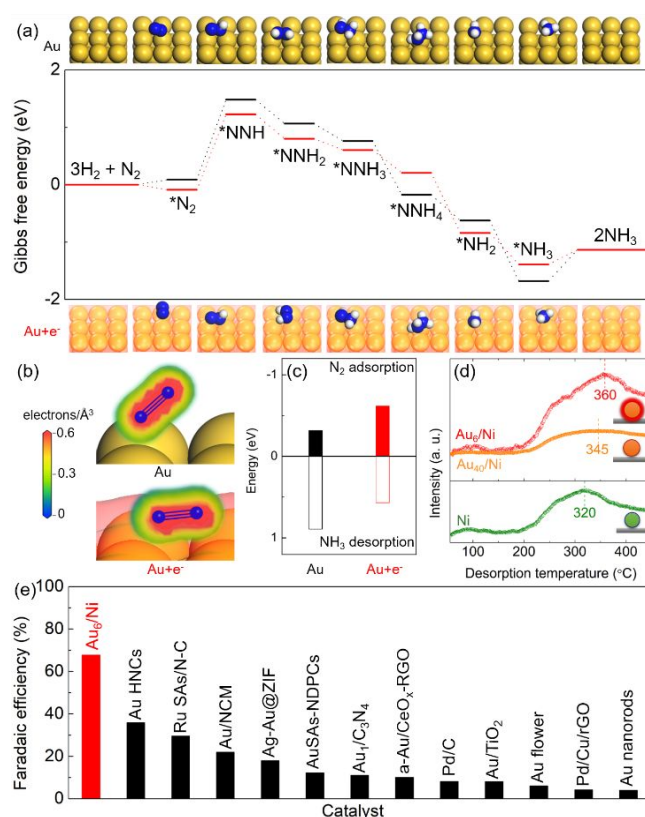 (a)
Au
Gibbs free energy (eV)
2
0
-2
3H₂ + N₂
*N₂
*NNH
*NNH₂
*NNH₃
*NNH₄
*NH₂
*NH₃
2NH₃
Au+e⁻
(b)
electrons/Å³
0.6
0.3
0
Au
Au+e⁻
(c)
N₂ adsorption
Energy (eV)
-1
0
1
NH₃ desorption
Au
Au+e⁻
(d)
Intensity (a. u.)
360
Au₆/Ni
345
Au₄₀/Ni
Ni
320
100 200 300 400
Desorption temperature (°C)
(e)
Faradaic efficiency (%)
100
80
60
40
20
0
Au₆/Ni
Au HNCs
Ru SAs/N-C
Au/NCM
Ag-Au@ZIF
AuSAs-NDPCs
Au₁/C₃N₄
a-Au/CeOₓ-RGO
Pd/C
Au/TiO₂
Au flower
Pd/Cu/rGO
Au nanorods
Catalyst